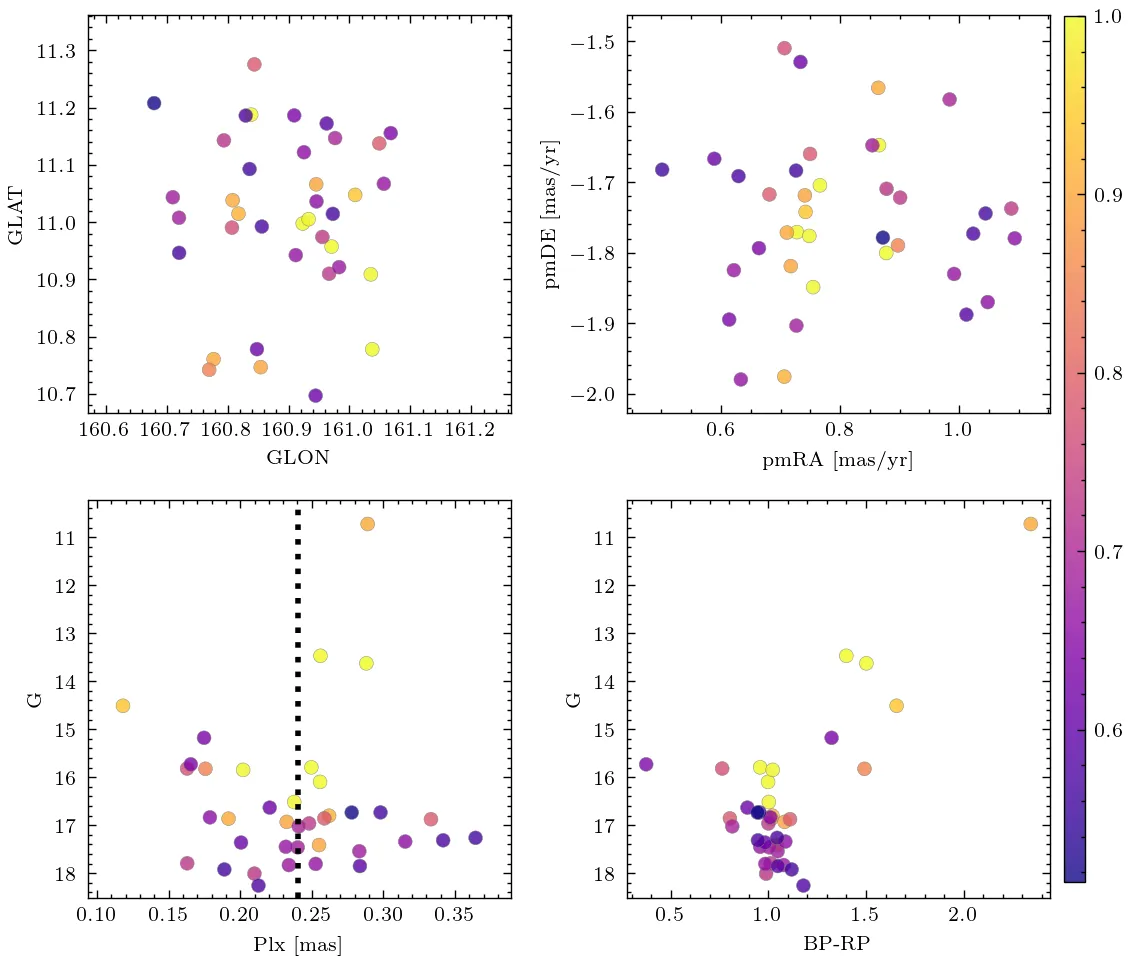 11.3
11.2
11.1
11.0
10.9
10.8
10.7
GLAT
160.6 160.7 160.8 160.9 161.0 161.1 161.2
GLON
−1.5
−1.6
−1.7
−1.8
−1.9
−2.0
pmDE [mas/yr]
0.6 0.8 1.0
pmRA [mas/yr]
11
12
13
14
15
16
17
18
G
0.10 0.15 0.20 0.25 0.30 0.35
Plx [mas]
11
12
13
14
15
16
17
18
G
0.5 1.0 1.5 2.0
BP-RP
1.0
0.9
0.8
0.7
0.6